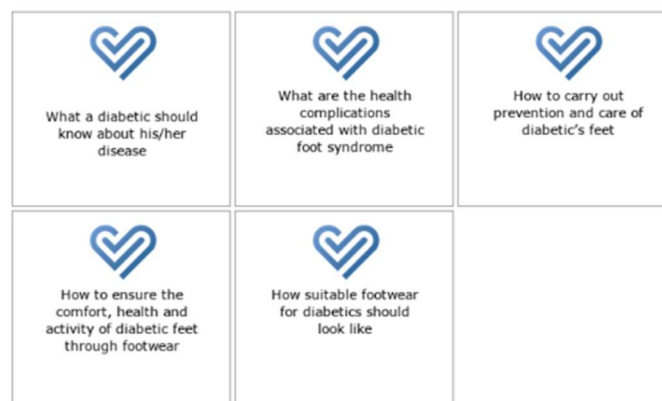 What a diabetic should
know about his/her
disease
What are the health
complications
associated with diabetic
foot syndrome
How to carry out
prevention and care of
diabetic's feet
How to ensure the
comfort, health and
activity of diabetic feet
through footwear
How suitable footwear
for diabetics should
look like